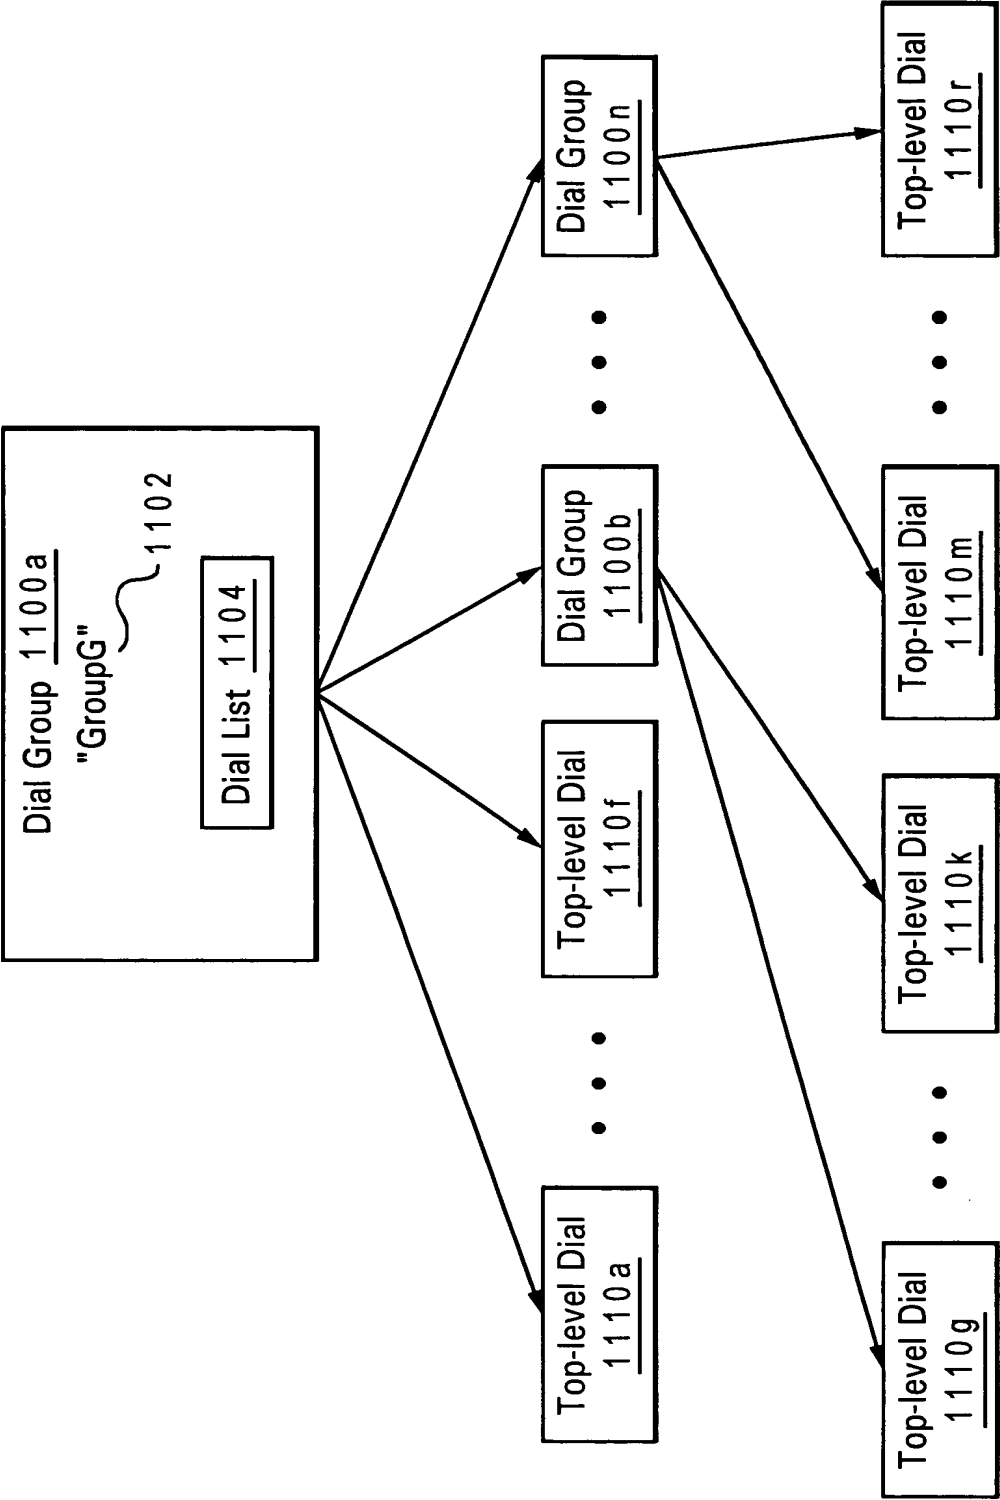 Dial Group 1100a
"GroupG"
1102
Dial List 1104
Top-level Dial
1110a
Top-level Dial
1110f
Dial Group
1100b
Dial Group
1100n
Top-level Dial
1110g
Top-level Dial
1110k
Top-level Dial
1110m
Top-level Dial
1110r